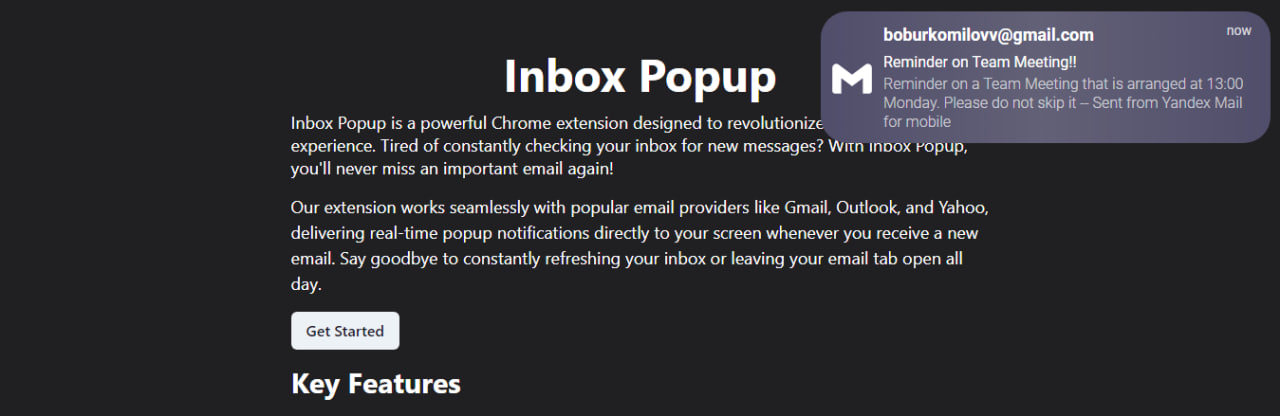 boburkomilovv@gmail.com
now
Reminder on Team Meeting!!
Reminder on a Team Meeting that is arranged at 13:00
Monday. Please do not skip it -- Sent from Yandex Mail
for mobile
Inbox Popup
Inbox Popup is a powerful Chrome extension designed to revolutionize
experience. Tired of constantly checking your inbox for new messages? With Inbox Popup,
you'll never miss an important email again!
Our extension works seamlessly with popular email providers like Gmail, Outlook, and Yahoo,
delivering real-time popup notifications directly to your screen whenever you receive a new
email. Say goodbye to constantly refreshing your inbox or leaving your email tab open all
day.
Get Started
Key Features